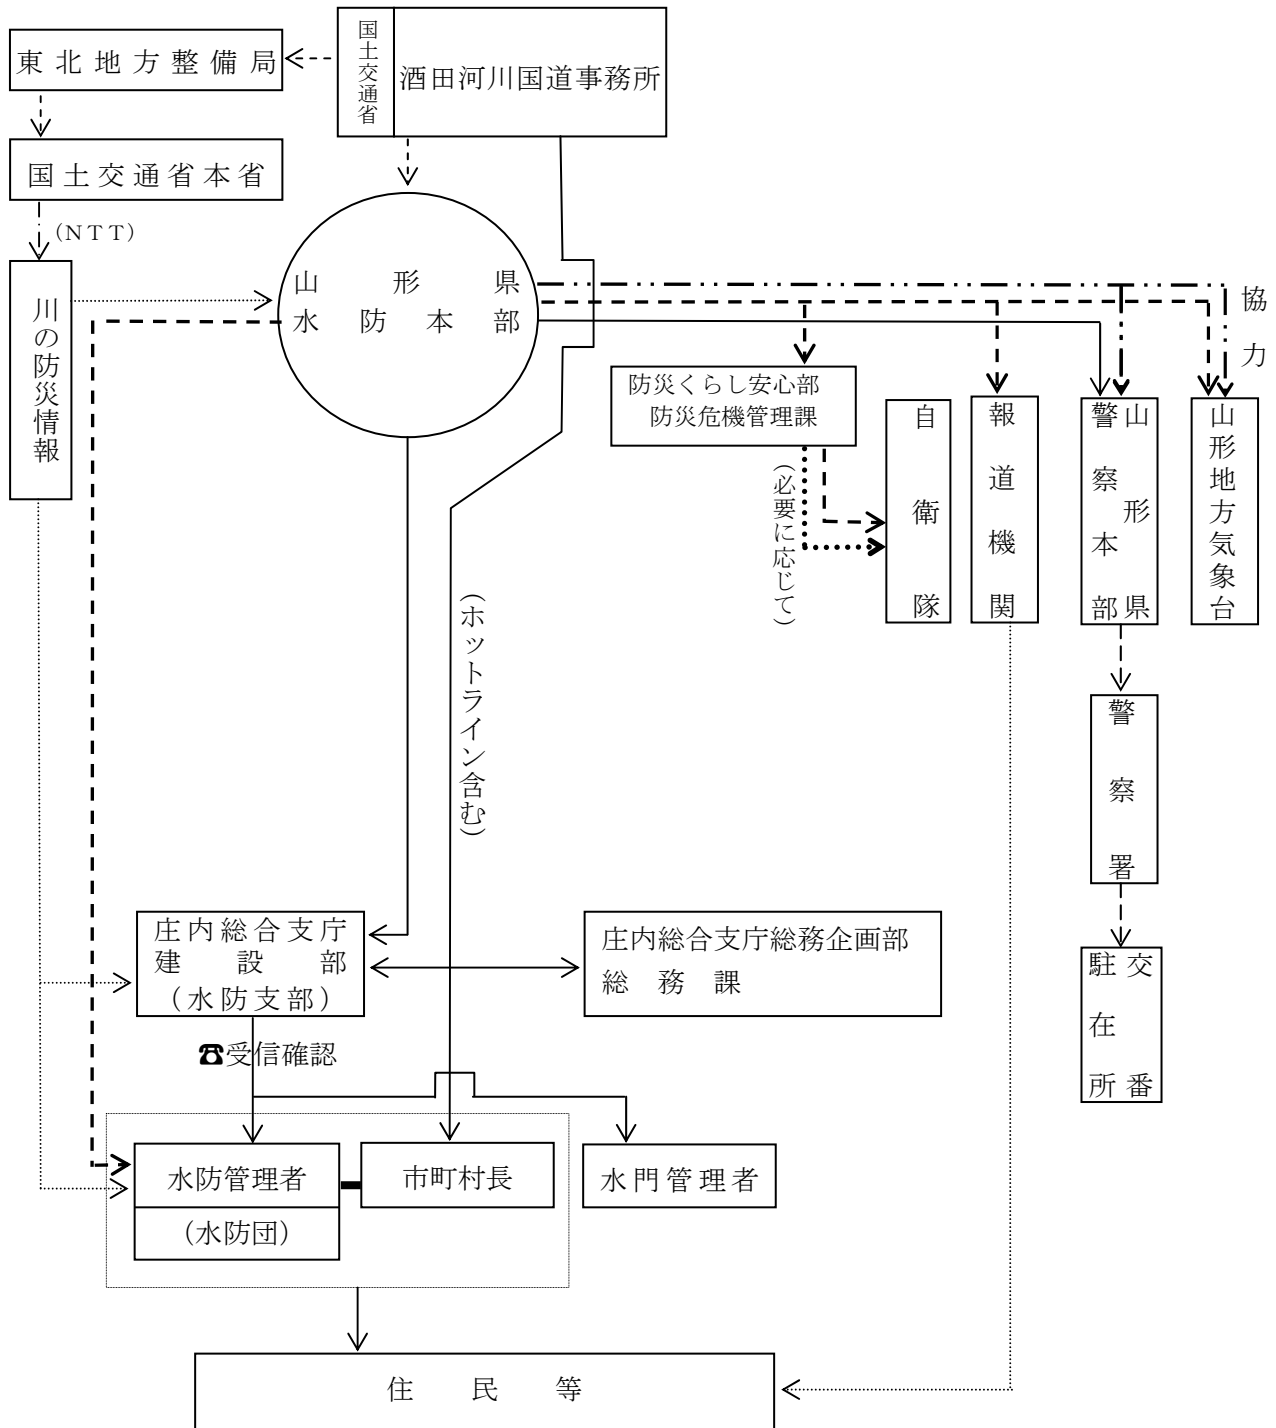 東北地方整備局
国土交通省
酒田河川国道事務所
国土交通省本省
(NTT)
川の防災情報
山形県
水防本部
協力
防災くらし安心部
防災危機管理課
(必要に応じて)
自衛隊
報道機関
山形県
警察本部
山形地方気象台
(ホットライン含む)
警察署
交番
駐在所
庄内総合支庁
建設部
(水防支部)
庄内総合支庁総務企画部
総務課
☎受信確認
水防管理者
(水防団)
市町村長
水門管理者
住民等